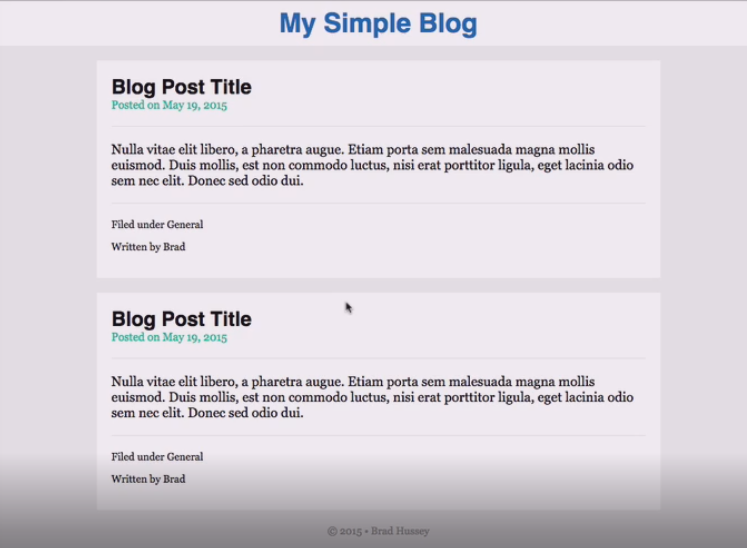 My Simple Blog
Blog Post Title
Posted on May 19, 2015
Nulla vitae elit libero, a pharetra augue. Etiam porta sem malesuada magna mollis
euismod. Duis mollis, est non commodo luctus, nisi erat porttitor ligula, eget lacinia odio
sem nec elit. Donec sed odio dui.
Filed under General
Written by Brad
Blog Post Title
Posted on May 19, 2015
Nulla vitae elit libero, a pharetra augue. Etiam porta sem malesuada magna mollis
euismod. Duis mollis, est non commodo luctus, nisi erat porttitor ligula, eget lacinia odio
sem nec elit. Donec sed odio dui.
Filed under General
Written by Brad
© 2015 • Brad Hussey